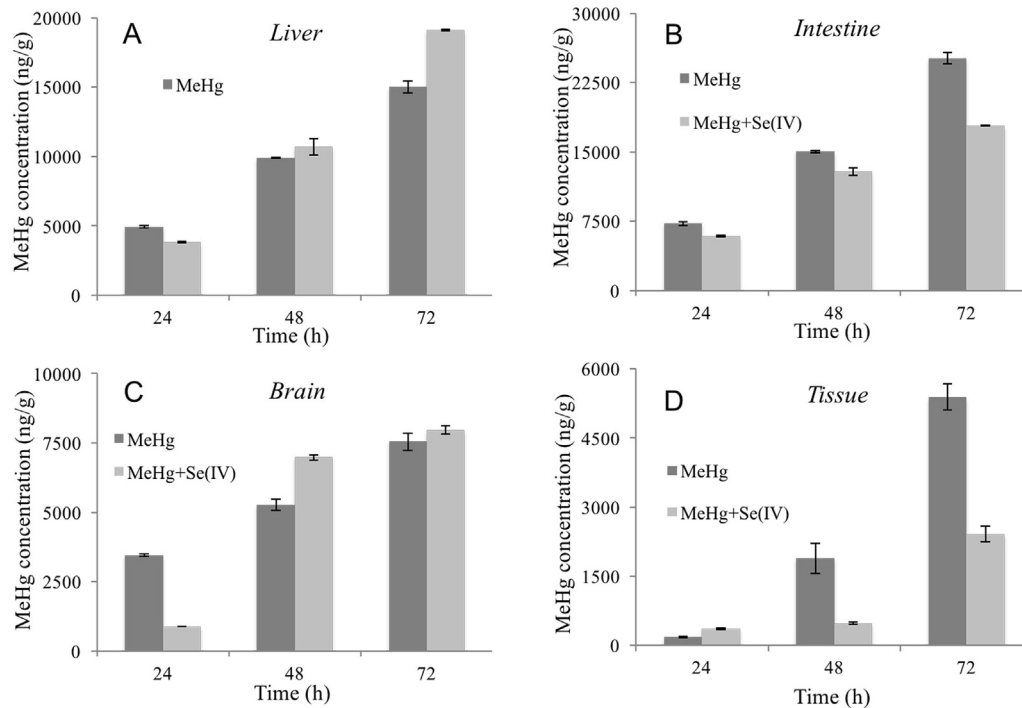 A
Liver
MeHg concentration (ng/g)
20000
15000
10000
5000
0
MeHg
24
48
72
Time (h)
B
Intestine
MeHg concentration (ng/g)
30000
22500
15000
7500
0
MeHg
MeHg+Se(IV)
24
48
72
Time (h)
C
Brain
MeHg concentration (ng/g)
10000
7500
5000
2500
0
MeHg
MeHg+Se(IV)
24
48
72
Time (h)
D
Tissue
MeHg concentration (ng/g)
6000
4500
3000
1500
0
MeHg
MeHg+Se(IV)
24
48
72
Time (h)